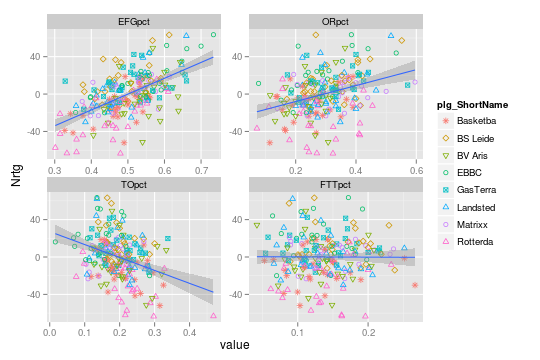 EFGpct ORpct
40
0
-40
0.3 0.4 0.5 0.6 0.7 0.2 0.4 0.6
TOpct FTTpct
40
0
-40
0.0 0.1 0.2 0.3 0.4 0.1 0.2
Nrtg
value
plg_ShortName
Basketba
BS Leide
BV Aris
EBBC
GasTerra
Landsted
Matrixx
Rotterda